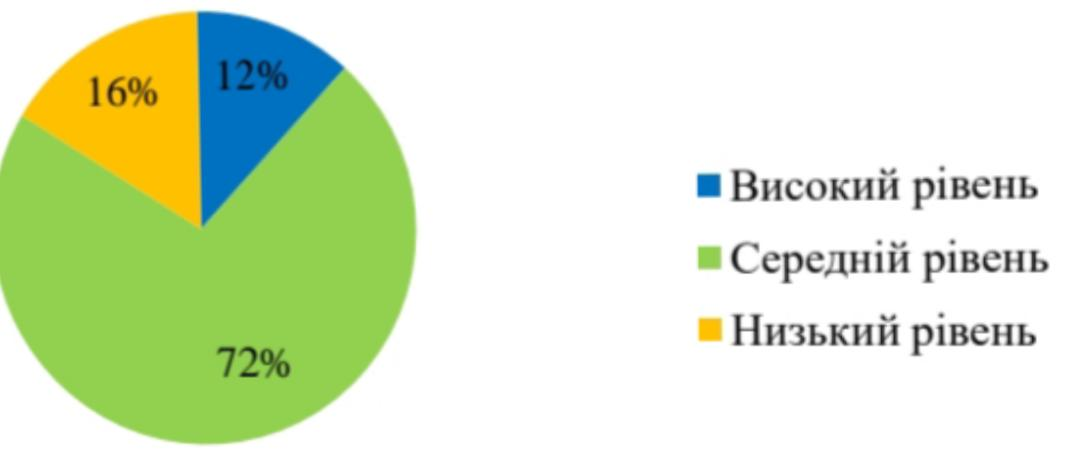 12%
16%
72%
Високий рівень
Середній рівень
Низький рівень